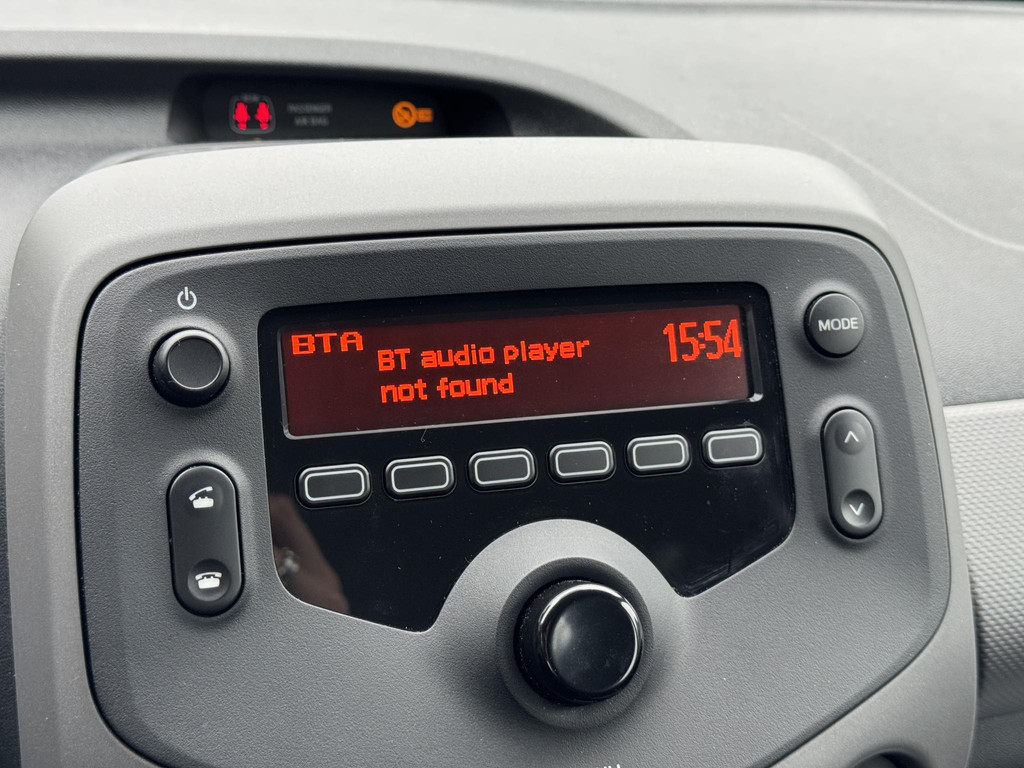 PASSENGER
AIR BAG
MODE
BTA
BT audio player
not found
15:54